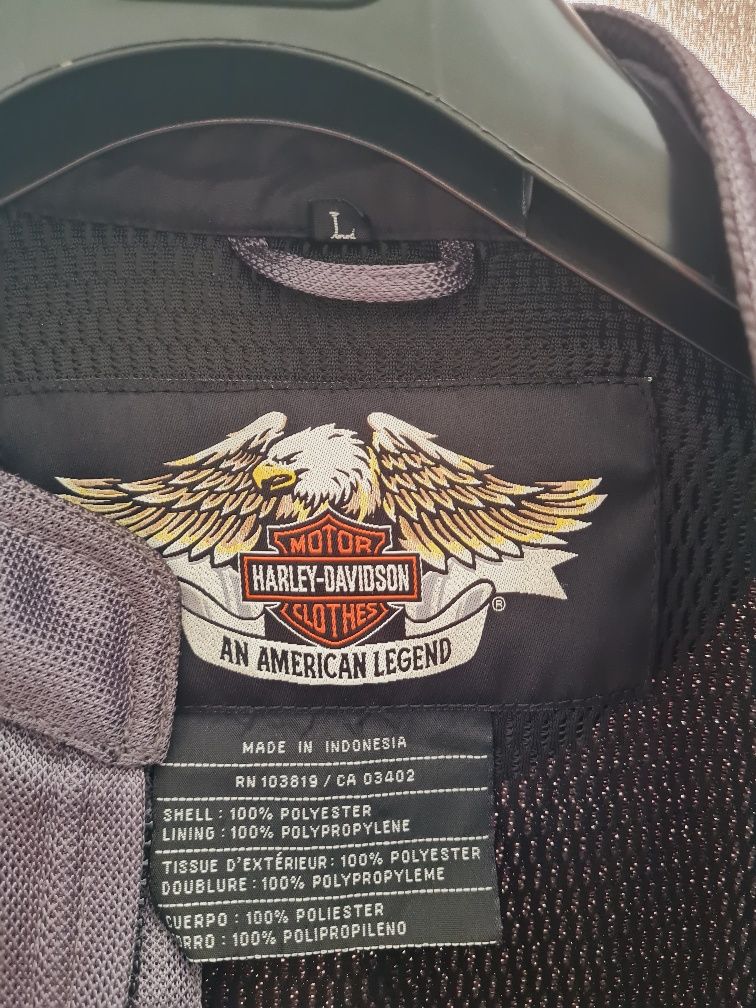 L
MOTOR
HARLEY-DAVIDSON
CLOTHES
®
AN AMERICAN LEGEND
MADE IN INDONESIA
RN 103819 / CA 03402
SHELL : 100% POLYESTER
LINING : 100% POLYPROPYLENE
TISSUE D'EXTÉRIEUR : 100% POLYESTER
DOUBLURE : 100% POLYPROPYLEME
CUERPO : 100% POLIESTER
: 100% POLIPROPILENO